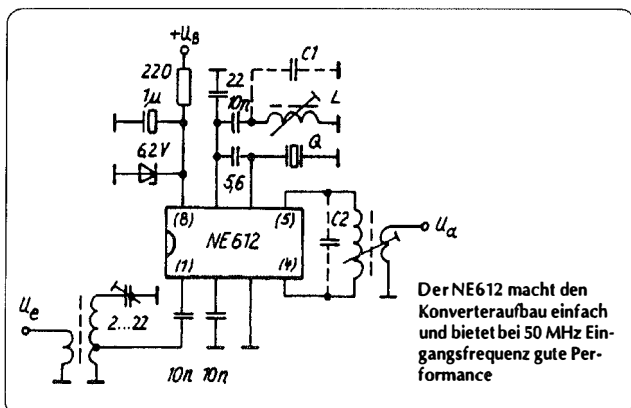 +U_B
220
1µ
6,2V
22
10n
C1
L
5,6
Q
(8)
(5)
NE612
(1)
(4)
C2
U_a
U_e
2...22
10n 10n
Der NE612 macht den
Konverteraufbau einfach
und bietet bei 50 MHz Ein-
gangsfrequenz gute Per-
formance